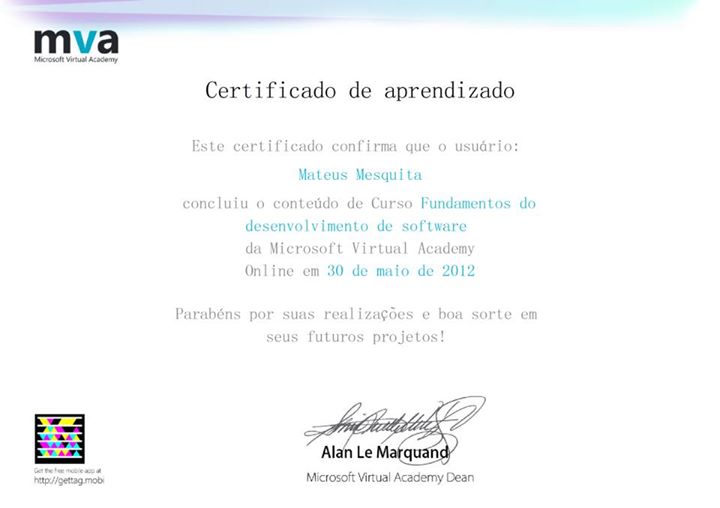 mva
Microsoft Virtual Academy
Certificado de aprendizado
Este certificado confirma que o usuário:
Mateus Mesquita
concluiu o conteúdo de Curso Fundamentos do
desenvolvimento de software
da Microsoft Virtual Academy
Online em 30 de maio de 2012
Parabéns por suas realizações e boa sorte em
seus futuros projetos!
Alan Le Marquand
Microsoft Virtual Academy Dean
Get the free mobile app at
http://gettag.mobi